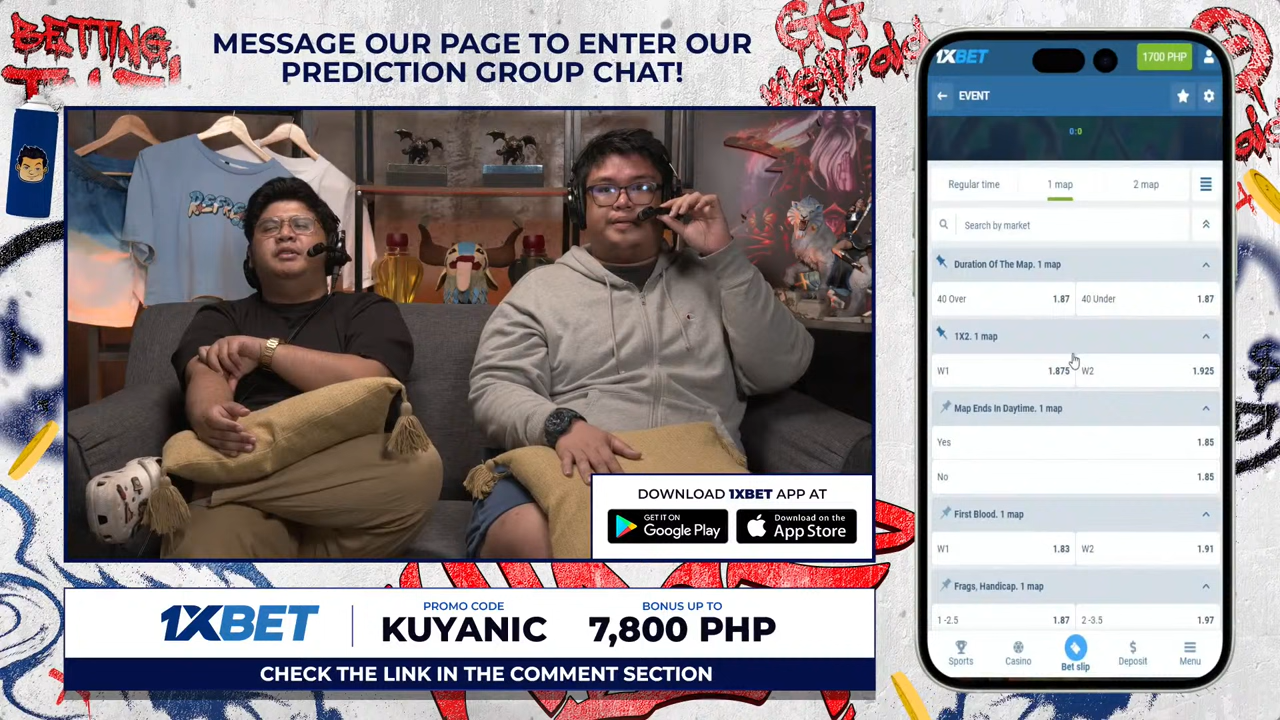 BETTING
GG
MESSAGE OUR PAGE TO ENTER OUR
PREDICTION GROUP CHAT!
DOWNLOAD 1XBET APP AT
GET IT ON
Google Play
Download on the
App Store
1XBET
PROMO CODE
KUYANIC
BONUS UP TO
7,800 PHP
CHECK THE LINK IN THE COMMENT SECTION
1XBET
1700 PHP
EVENT
0:0
Regular time
1 map
2 map
Search by market
Duration Of The Map. 1 map
40 Over 1.87 40 Under 1.87
1X2. 1 map
W1 1.875 W2 1.925
Map Ends In Daytime. 1 map
Yes 1.85
No 1.85
First Blood. 1 map
W1 1.83 W2 1.91
Frags, Handicap. 1 map
1 -2.5 1.87 2 -3.5 1.97
Sports
Casino
Bet slip
Deposit
Menu